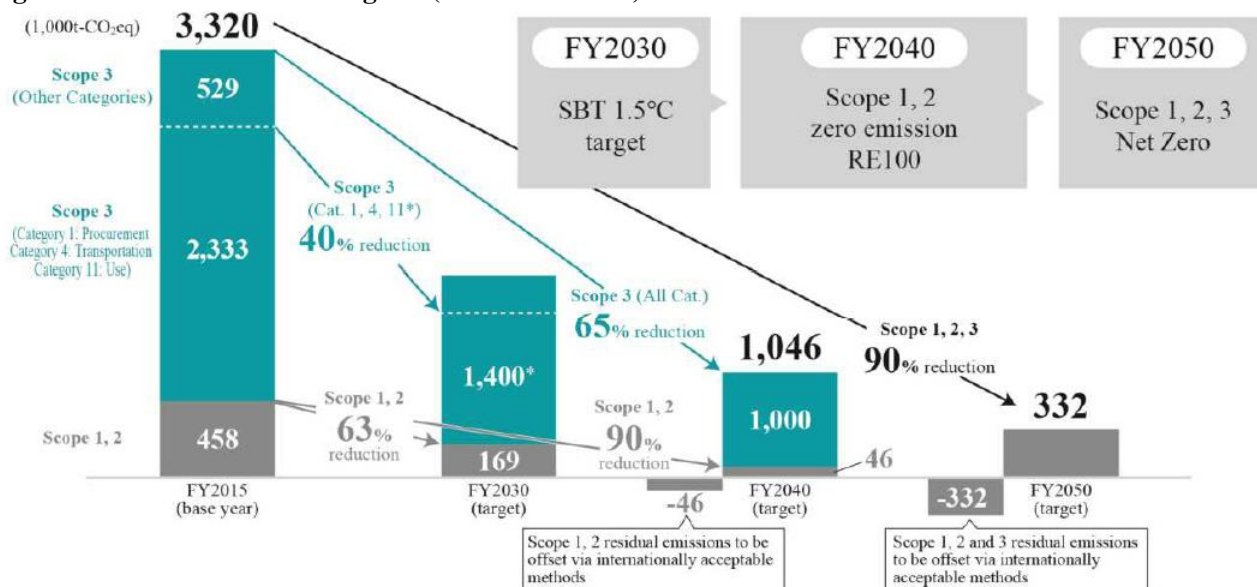 (1,000t-CO₂eq)
3,320
Scope 3
(Other Categories)
529
Scope 3
(Category 1: Procurement
Category 4: Transportation
Category 11: Use)
2,333
Scope 1, 2
458
FY2015
(base year)
Scope 3
(Cat. 1, 4, 11*)
40% reduction
Scope 1, 2
63%
reduction
1,400*
169
FY2030
(target)
Scope 3 (All Cat.)
65% reduction
Scope 1, 2
90%
reduction
1,046
1,000
46
-46
FY2040
(target)
Scope 1, 2 residual emissions to be
offset via internationally acceptable
methods
Scope 1, 2, 3
90% reduction
332
-332
FY2050
(target)
Scope 1, 2 and 3 residual emissions
to be offset via internationally
acceptable methods
FY2030
SBT 1.5°C
target
FY2040
Scope 1, 2
zero emission
RE100
FY2050
Scope 1, 2, 3
Net Zero